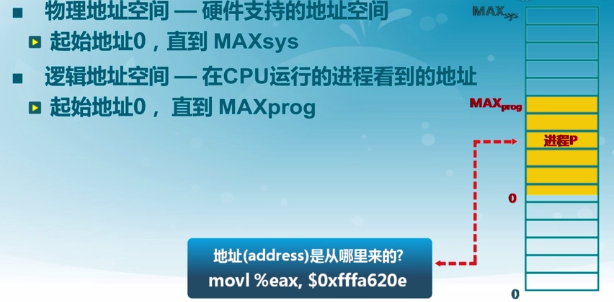 ■ 物理地址空间 — 硬件支持的地址空间
起始地址0，直到 MAXsys
■ 逻辑地址空间 — 在CPU运行的进程看到的地址
起始地址0， 直到 MAXprog
MAXsys
MAXprog
进程P
0
0
地址(address)是从哪里来的?
movl %eax, $0xfffa620e